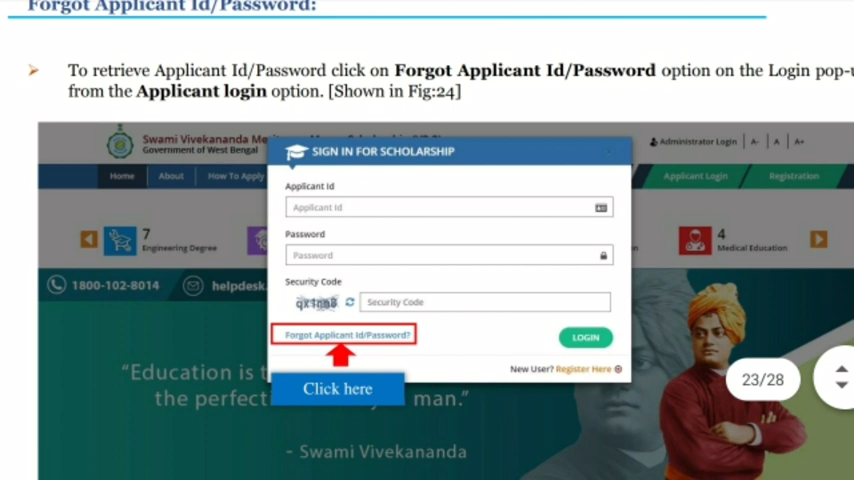 Forgot Applicant Id/Password:
To retrieve Applicant Id/Password click on Forgot Applicant Id/Password option on the Login pop-u
from the Applicant login option. [Shown in Fig:24]
Swami Vivekananda
Government of West Bengal
SIGN IN FOR SCHOLARSHIP
Administrator Login | A- | A | A+
Home About How To Apply
Applicant Login Registration
Applicant Id
Applicant Id
Password
Password
7
Engineering Degree
4
Medical Education
Security Code
Security Code
1800-102-8014 helpdesk.
Forgot Applicant Id/Password?
LOGIN
New User? Register Here
Click here
"Education is t
the perfect man."
- Swami Vivekananda
23/28